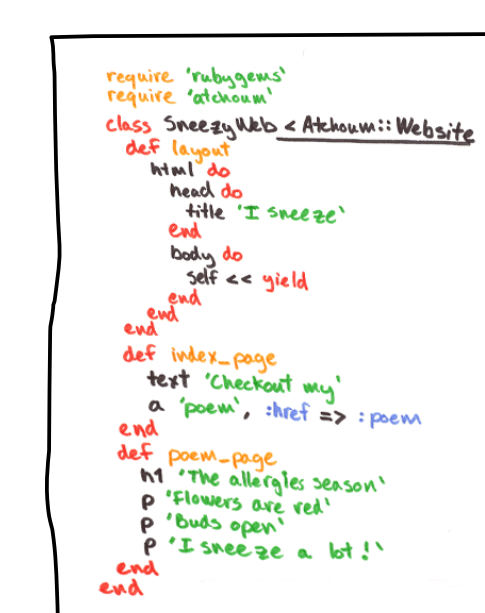 require 'rubygems'
require 'atchoum'
class SneezyWeb < Atchoum::Website
def layout
html do
head do
title 'I sneeze'
end
body do
self << yield
end
end
end
def index_page
text 'Checkout my'
a 'poem', :href => :poem
end
def poem_page
h1 'The allergies season'
p 'Flowers are red'
p 'Buds open'
p 'I sneeze a lot!'
end
end